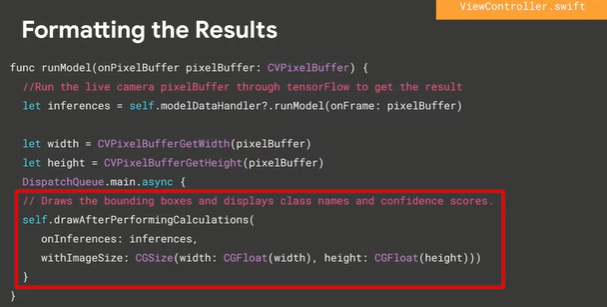 ViewController.swift
Formatting the Results
func runModel(onPixelBuffer pixelBuffer: CVPixelBuffer) {
//Run the live camera pixelBuffer through tensorFlow to get the result
let inferences = self.modelDataHandler?.runModel(onFrame: pixelBuffer)
let width = CVPixelBufferGetWidth(pixelBuffer)
let height = CVPixelBufferGetHeight(pixelBuffer)
DispatchQueue.main.async {
// Draws the bounding boxes and displays class names and confidence scores.
self.drawAfterPerformingCalculations(
onInferences: inferences,
withImageSize: CGSize(width: CGFloat(width), height: CGFloat(height)))
}
}